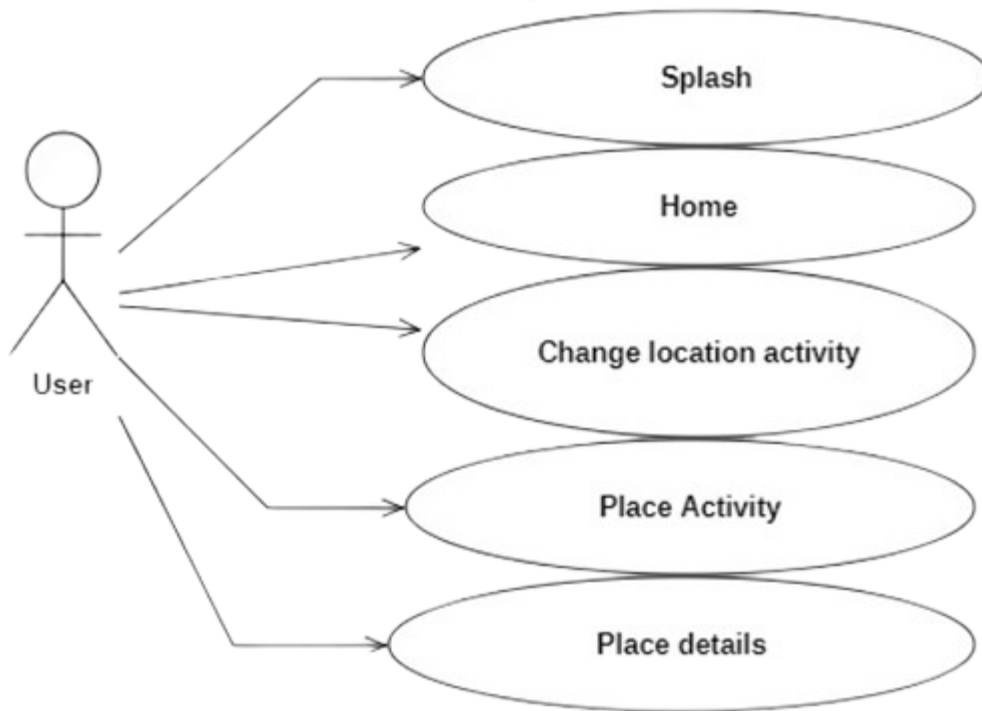 Splash
Home
Change location activity
User
Place Activity
Place details